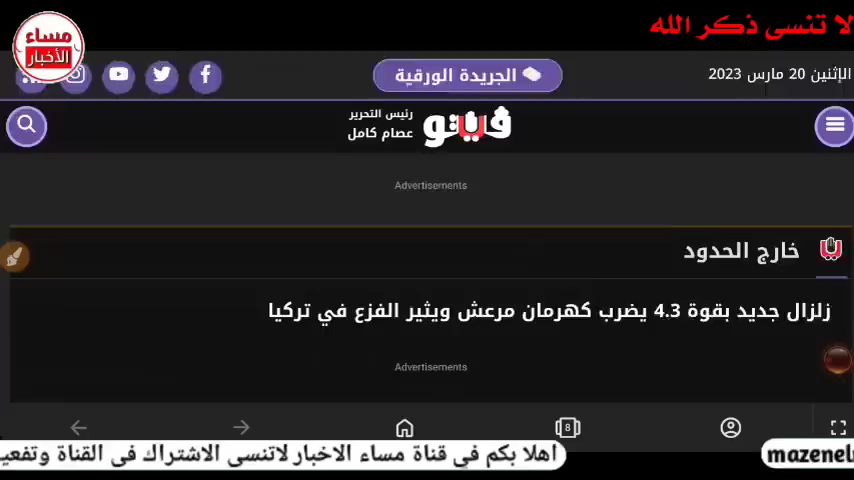 لا تنسى ذكر الله
مساء
الأخبار
الإثنين 20 مارس 2023
الجريدة الورقية
فيتو
رئيس التحرير
عصام كامل
Advertisements
خارج الحدود
زلزال جديد بقوة 4.3 يضرب كهرمان مرعش ويثير الفزع في تركيا
Advertisements
8
اهلا بكم في قناة مساء الاخبار لاتنسى الاشتراك فى القناة وتفعي